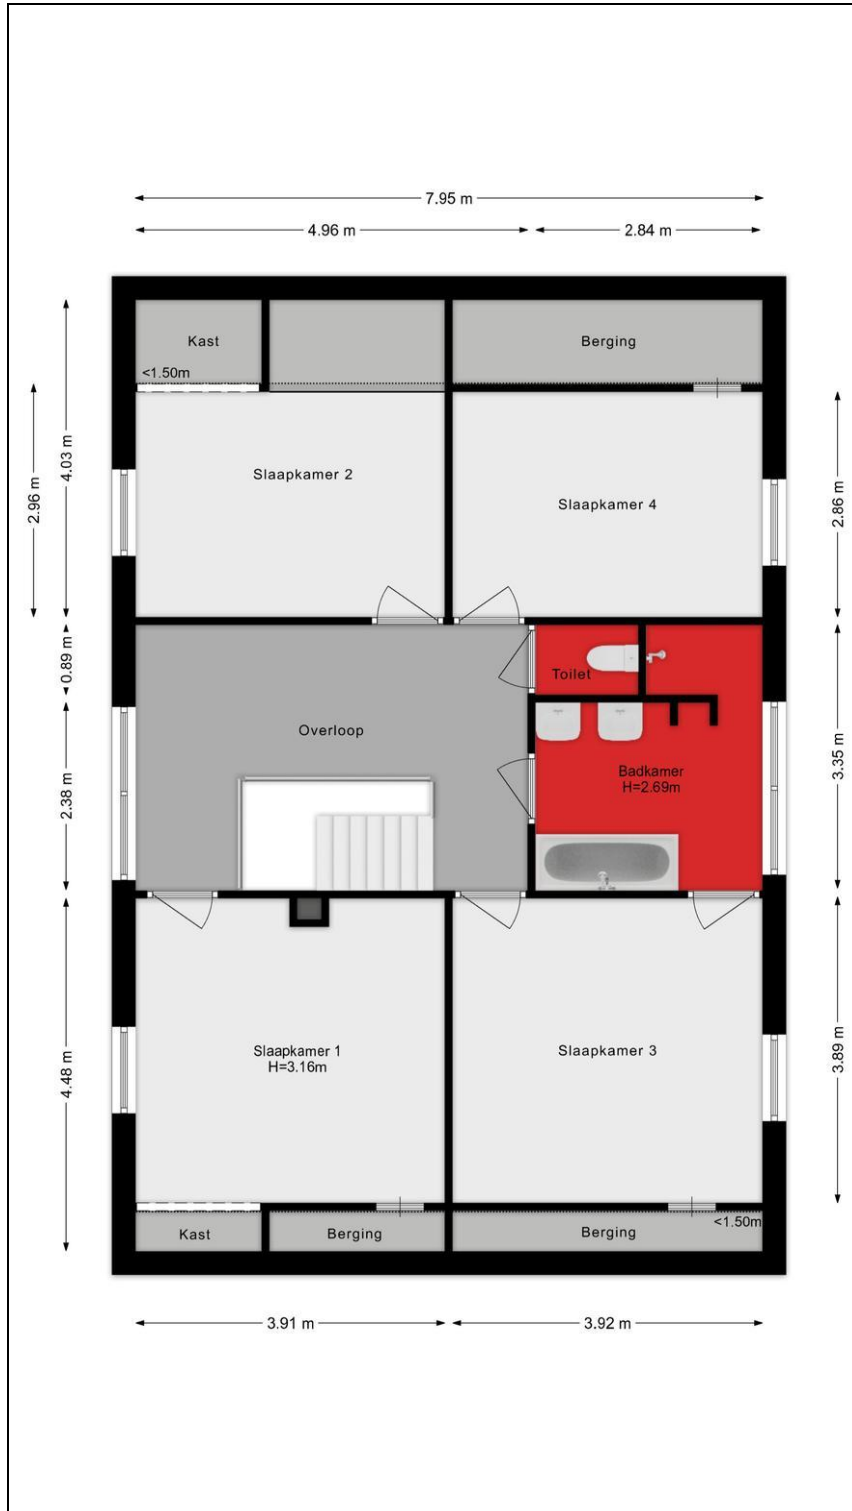 7.95 m
4.96 m
2.84 m
Kast
Berging
<1.50m
4.03 m
2.96 m
Slaapkamer 2
Slaapkamer 4
2.86 m
0.89 m
Toilet
Overloop
Badkamer
H=2.69m
3.35 m
2.38 m
Slaapkamer 1
H=3.16m
Slaapkamer 3
4.48 m
3.89 m
<1.50m
Kast
Berging
Berging
3.91 m
3.92 m